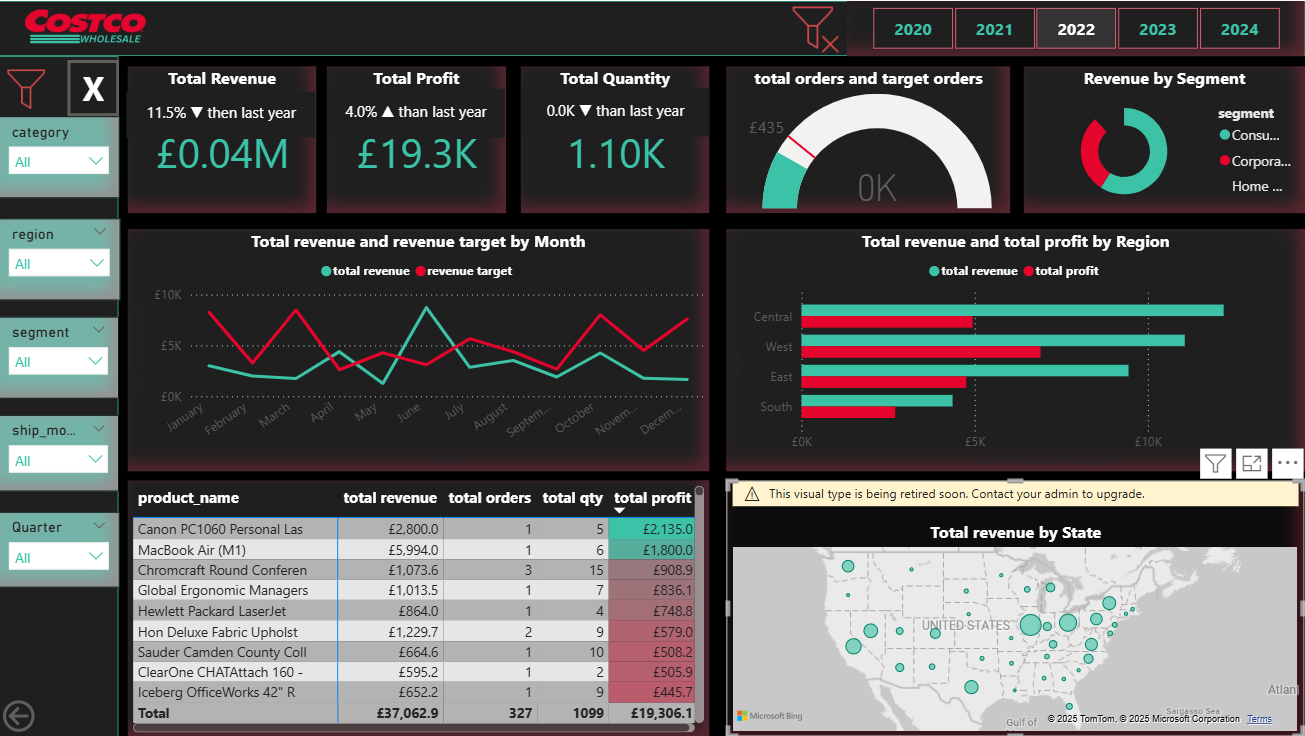 COSTCO
WHOLESALE
2020 2021 2022 2023 2024
X
category
All
region
All
segment
All
ship_mo...
All
Quarter
All
Total Revenue
11.5% ▼ then last year
£0.04M
Total Profit
4.0% ▲ than last year
£19.3K
Total Quantity
0.0K ▼ than last year
1.10K
total orders and target orders
£435
0K
Revenue by Segment
segment
Consu...
Corpora...
Home ...
Total revenue and revenue target by Month
total revenue revenue target
£10K
£5K
£0K
January February March April May June July August Septem... October Novem... Decem...
Total revenue and total profit by Region
total revenue total profit
Central
West
East
South
£0K £5K £10K
product_name total revenue total orders total qty total profit
Canon PC1060 Personal Las £2,800.0 1 5 £2,135.0
MacBook Air (M1) £5,994.0 1 6 £1,800.0
Chromcraft Round Conferen £1,073.6 3 15 £908.9
Global Ergonomic Managers £1,013.5 1 7 £836.1
Hewlett Packard LaserJet £864.0 1 4 £748.8
Hon Deluxe Fabric Upholst £1,229.7 2 9 £579.0
Sauder Camden County Coll £664.6 1 10 £508.2
ClearOne CHATAttach 160 - £595.2 1 2 £505.9
Iceberg OfficeWorks 42" R £652.2 1 9 £445.7
Total £37,062.9 327 1099 £19,306.1
This visual type is being retired soon. Contact your admin to upgrade.
Total revenue by State
UNITED STATES
Atlant
Sargasso Sea
Gulf of
Microsoft Bing
© 2025 TomTom, © 2025 Microsoft Corporation Terms